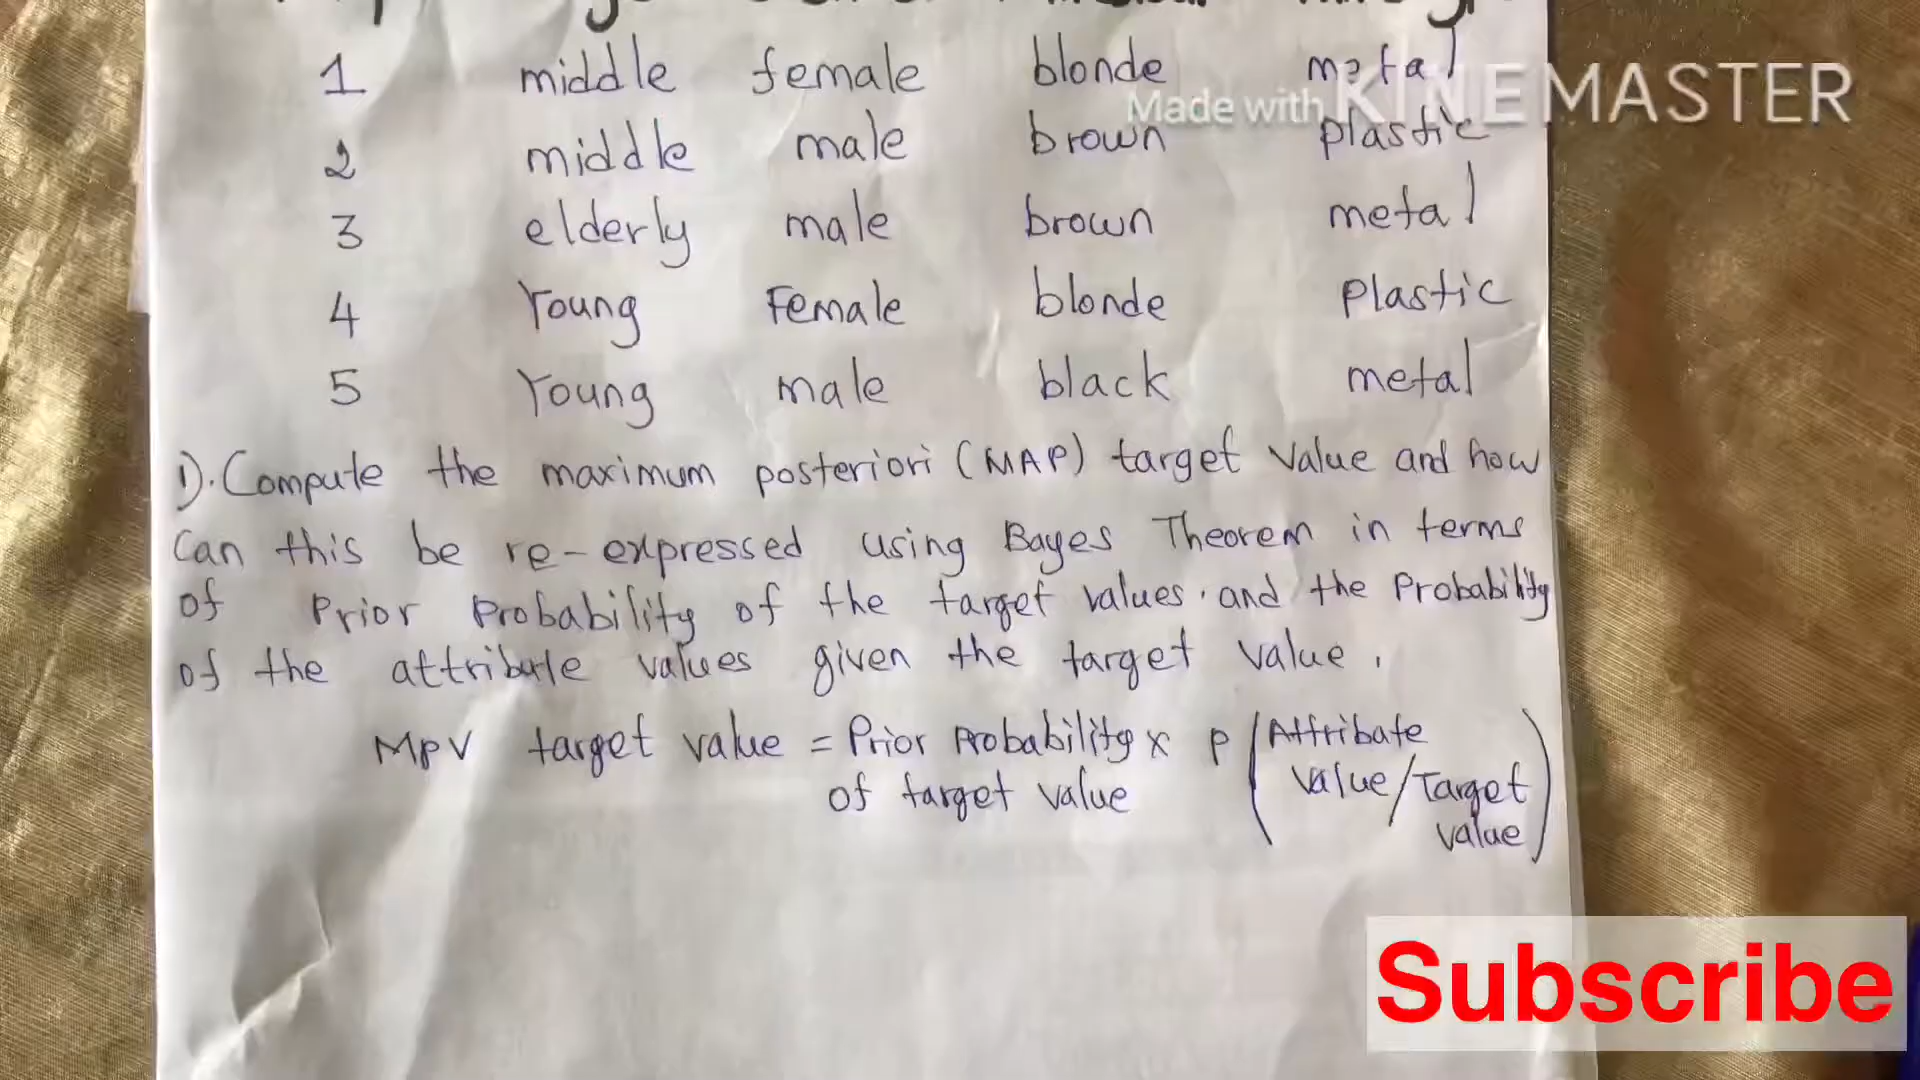 1 middle female blonde metal
Made with KINEMASTER
2 middle male brown plastic
3 elderly male brown metal
4 Young Female blonde plastic
5 Young male black metal
1). Compute the maximum posteriori (MAP) target value and how
Can this be re-expressed using Bayes Theorem in terms
of Prior Probability of the target values. and the Probability
of the attribute values given the target value.
MPV target value = Prior Probability x P (Attribute
of target value value/Target
value)
Subscribe